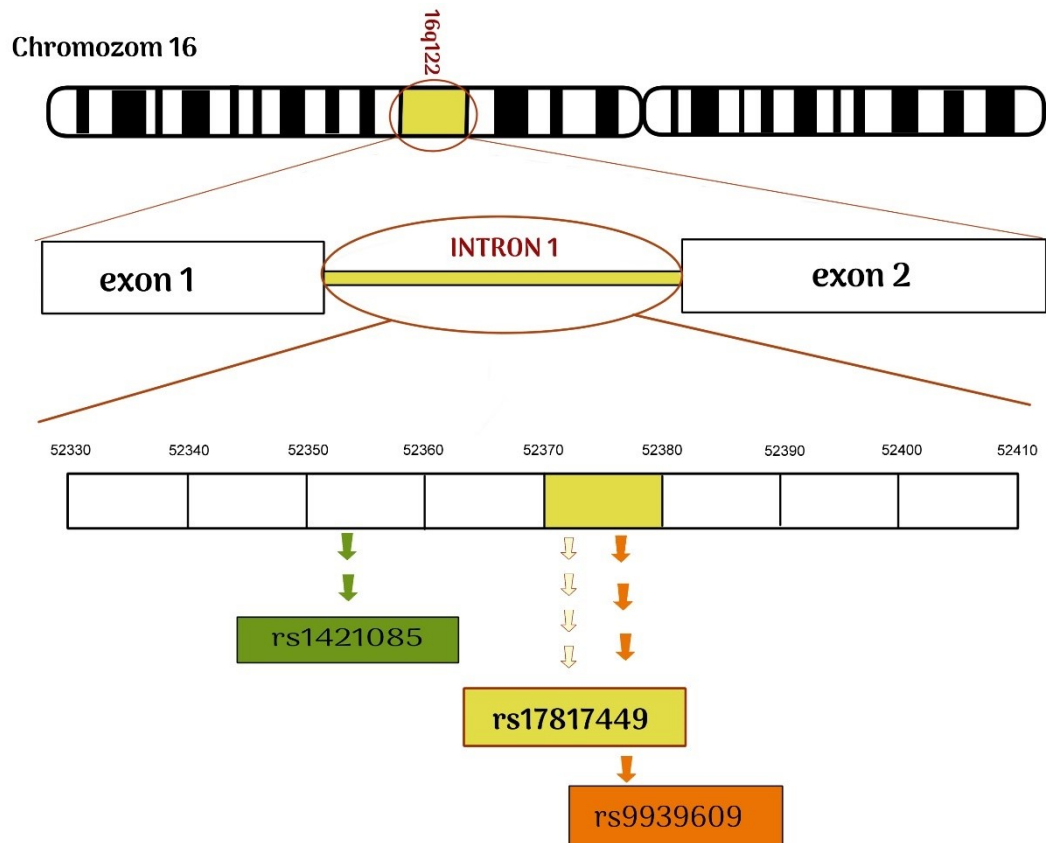 16q122
Chromozom 16
INTRON 1
exon 1
exon 2
52330 52340 52350 52360 52370 52380 52390 52400 52410
rs1421085
rs17817449
rs9939609